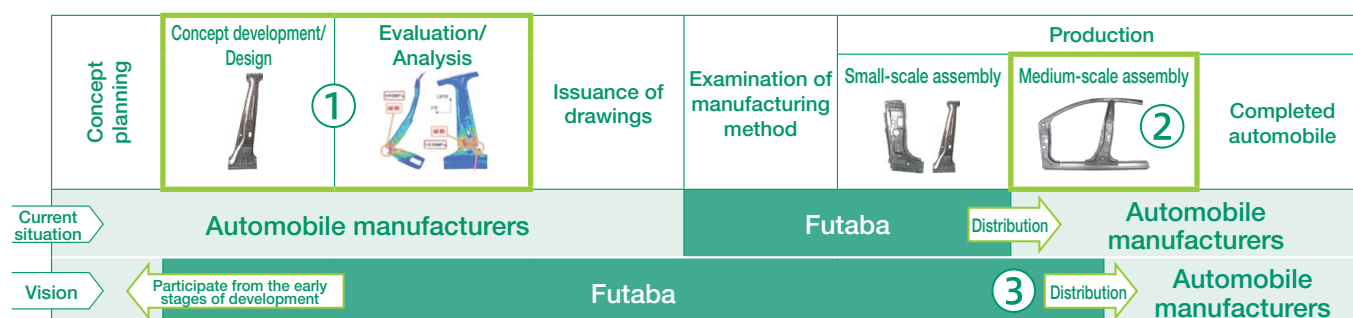 Concept
planning
Concept development/
Design
Evaluation/
Analysis
①
Issuance of
drawings
Examination of
manufacturing
method
Production
Small-scale assembly
Medium-scale assembly
②
Completed
automobile
Current
situation
Automobile manufacturers
Futaba
Distribution
Automobile
manufacturers
Vision
Participate from the early
stages of development
Futaba
③
Distribution
Automobile
manufacturers